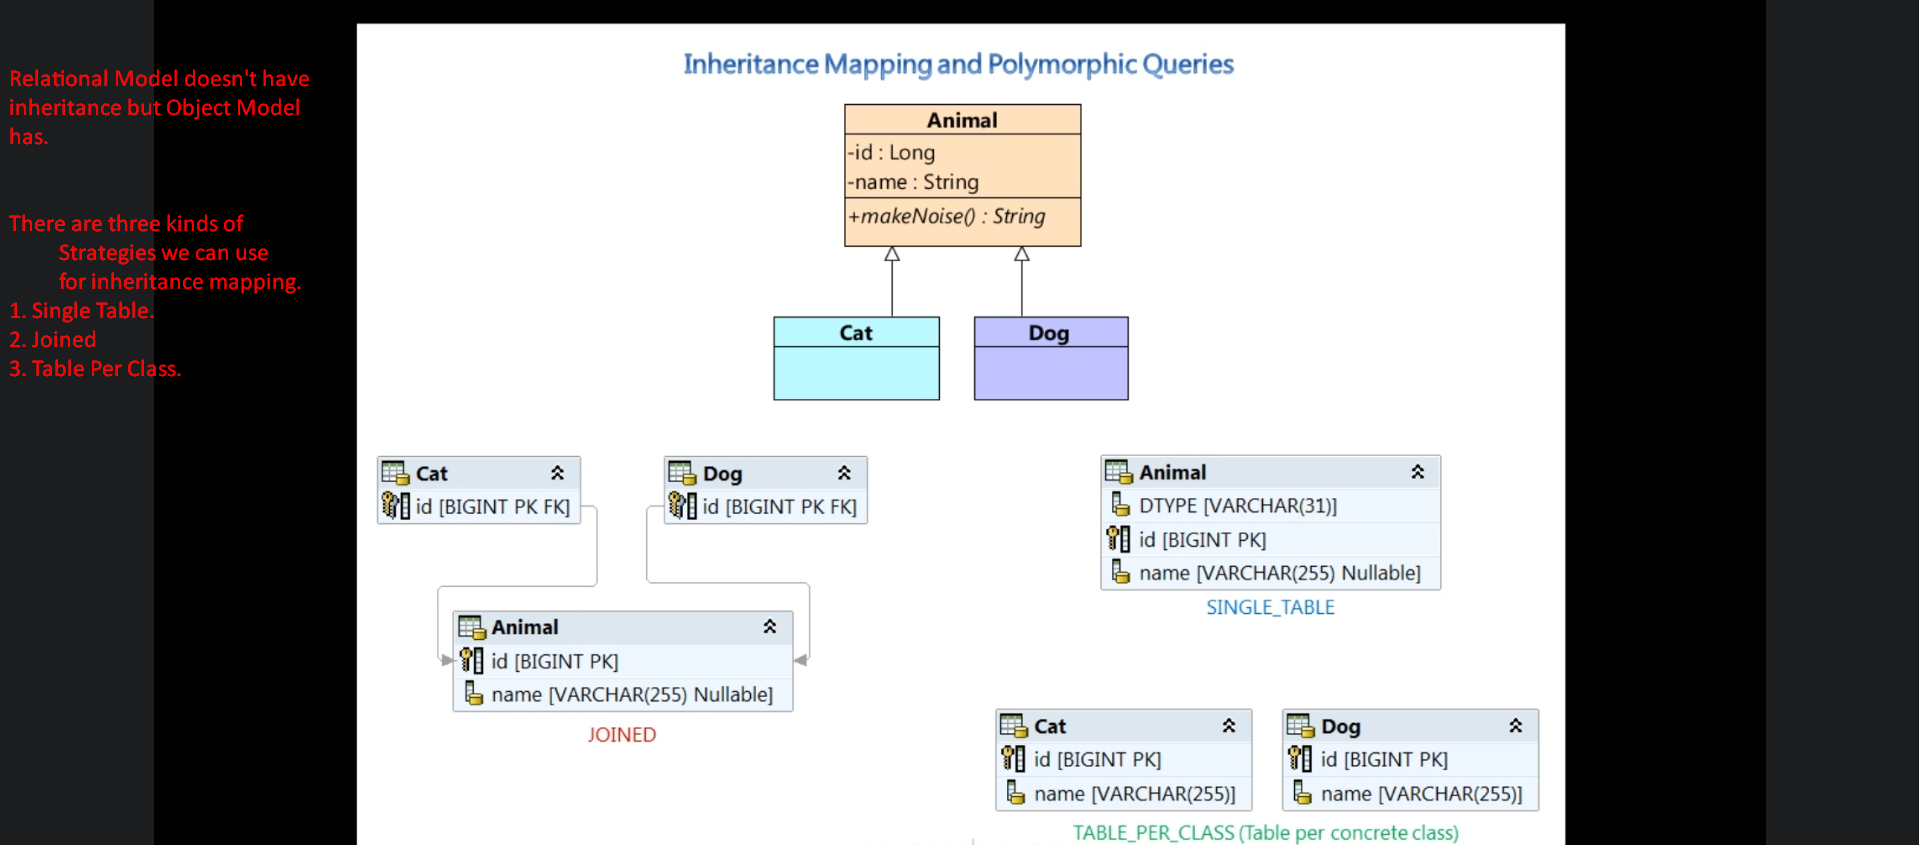 Relational Model doesn't have
inheritance but Object Model
has.
There are three kinds of
Strategies we can use
for inheritance mapping.
1. Single Table.
2. Joined
3. Table Per Class.
Inheritance Mapping and Polymorphic Queries
Animal
-id : Long
-name : String
+makeNoise() : String
Cat
Dog
Cat
id [BIGINT PK FK]
Dog
id [BIGINT PK FK]
Animal
id [BIGINT PK]
name [VARCHAR(255) Nullable]
JOINED
Animal
DTYPE [VARCHAR(31)]
id [BIGINT PK]
name [VARCHAR(255) Nullable]
SINGLE_TABLE
Cat
id [BIGINT PK]
name [VARCHAR(255)]
Dog
id [BIGINT PK]
name [VARCHAR(255)]
TABLE_PER_CLASS (Table per concrete class)